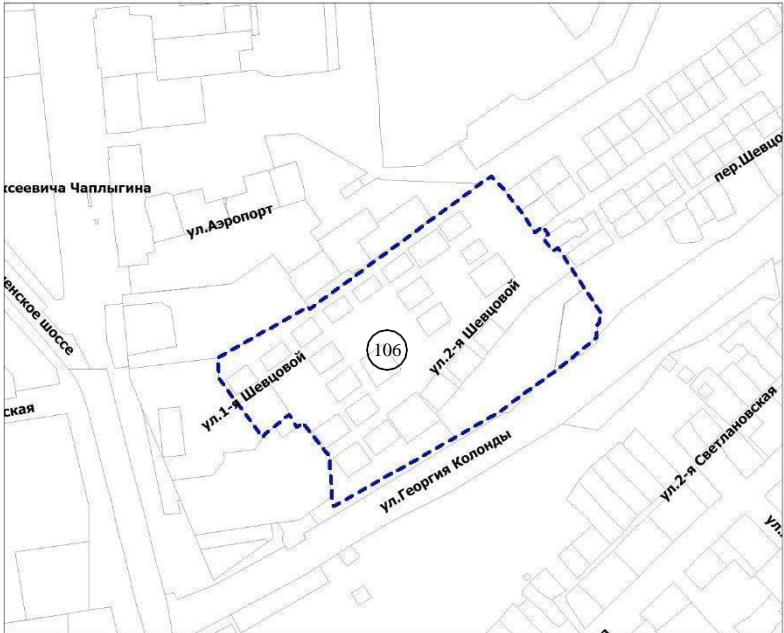 пер.Шевцо
ксеевича Чаплыгина
ул.Аэропорт
енское шоссе
ул.2-я Шевцовой
106
ул.1-я Шевцовой
ская
ул.2-я Светлановская
ул.Георгия Колонды
ул.